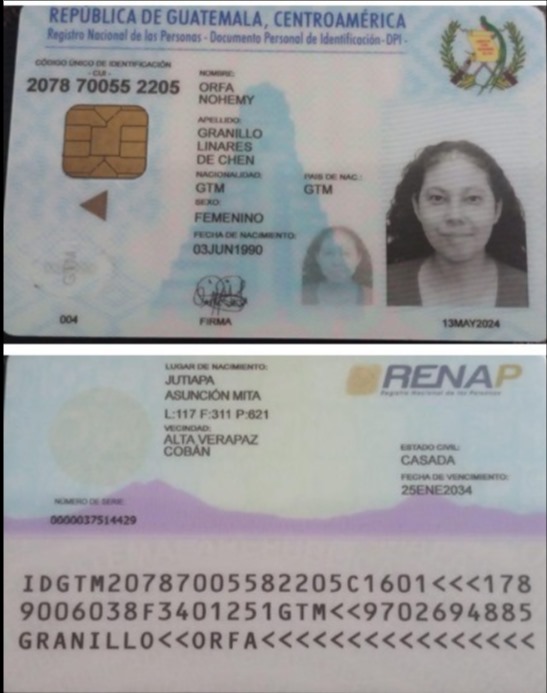 REPÚBLICA DE GUATEMALA, CENTROAMÉRICA
Registro Nacional de las Personas - Documento Personal de Identificación - DPI -
CÓDIGO ÚNICO DE IDENTIFICACIÓN
- CUI -
2078 70055 2205
NOMBRE:
ORFA
NOHEMY
APELLIDO:
GRANILLO
LINARES
DE CHEN
NACIONALIDAD:
GTM
PAIS DE NAC.:
GTM
SEXO:
FEMENINO
FECHA DE NACIMIENTO:
03JUN1990
GTM
004
FIRMA
13MAY2024
LUGAR DE NACIMIENTO:
JUTIAPA
ASUNCIÓN MITA
L:117 F:311 P:621
VECINDAD:
ALTA VERAPAZ
COBÁN
RENAP
Registro Nacional de las Personas
ESTADO CIVIL:
CASADA
FECHA DE VENCIMIENTO:
25ENE2034
NÚMERO DE SERIE:
0000037514429
IDGTM20787005582205C1601<<<178
9006038F3401251GTM<<9702694885
GRANILLO<<ORFA<<<<<<<<<<<<<<<<